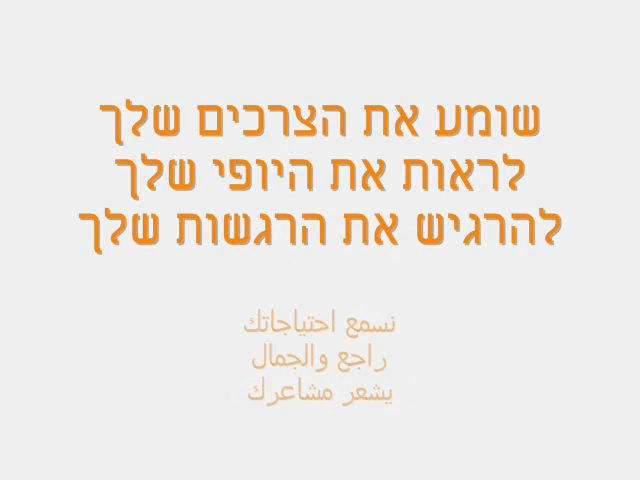 שומע את הצרכים שלך
לראות את היופי שלך
להרגיש את הרגשות שלך
نسمع احتياجاتك
راجع والجمال
يشعر مشاعرك